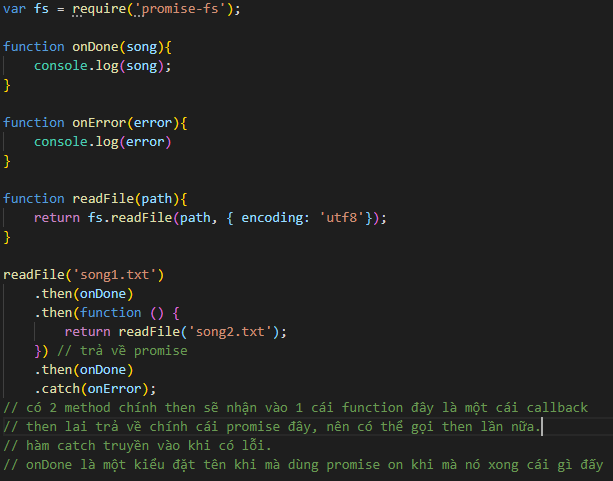 var fs = require('promise-fs');
function onDone(song){
console.log(song);
}
function onError(error){
console.log(error)
}
function readFile(path){
return fs.readFile(path, { encoding: 'utf8'});
}
readFile('song1.txt')
.then(onDone)
.then(function () {
return readFile('song2.txt');
}) // trả về promise
.then(onDone)
.catch(onError);
// có 2 method chính then sẽ nhận vào 1 cái function đây là một cái callback
// then lai trả về chính cái promise đây, nên có thể gọi then lần nữa.
// hàm catch truyền vào khi có lỗi.
// onDone là một kiểu đặt tên khi mà dùng promise on khi mà nó xong cái gì đấy